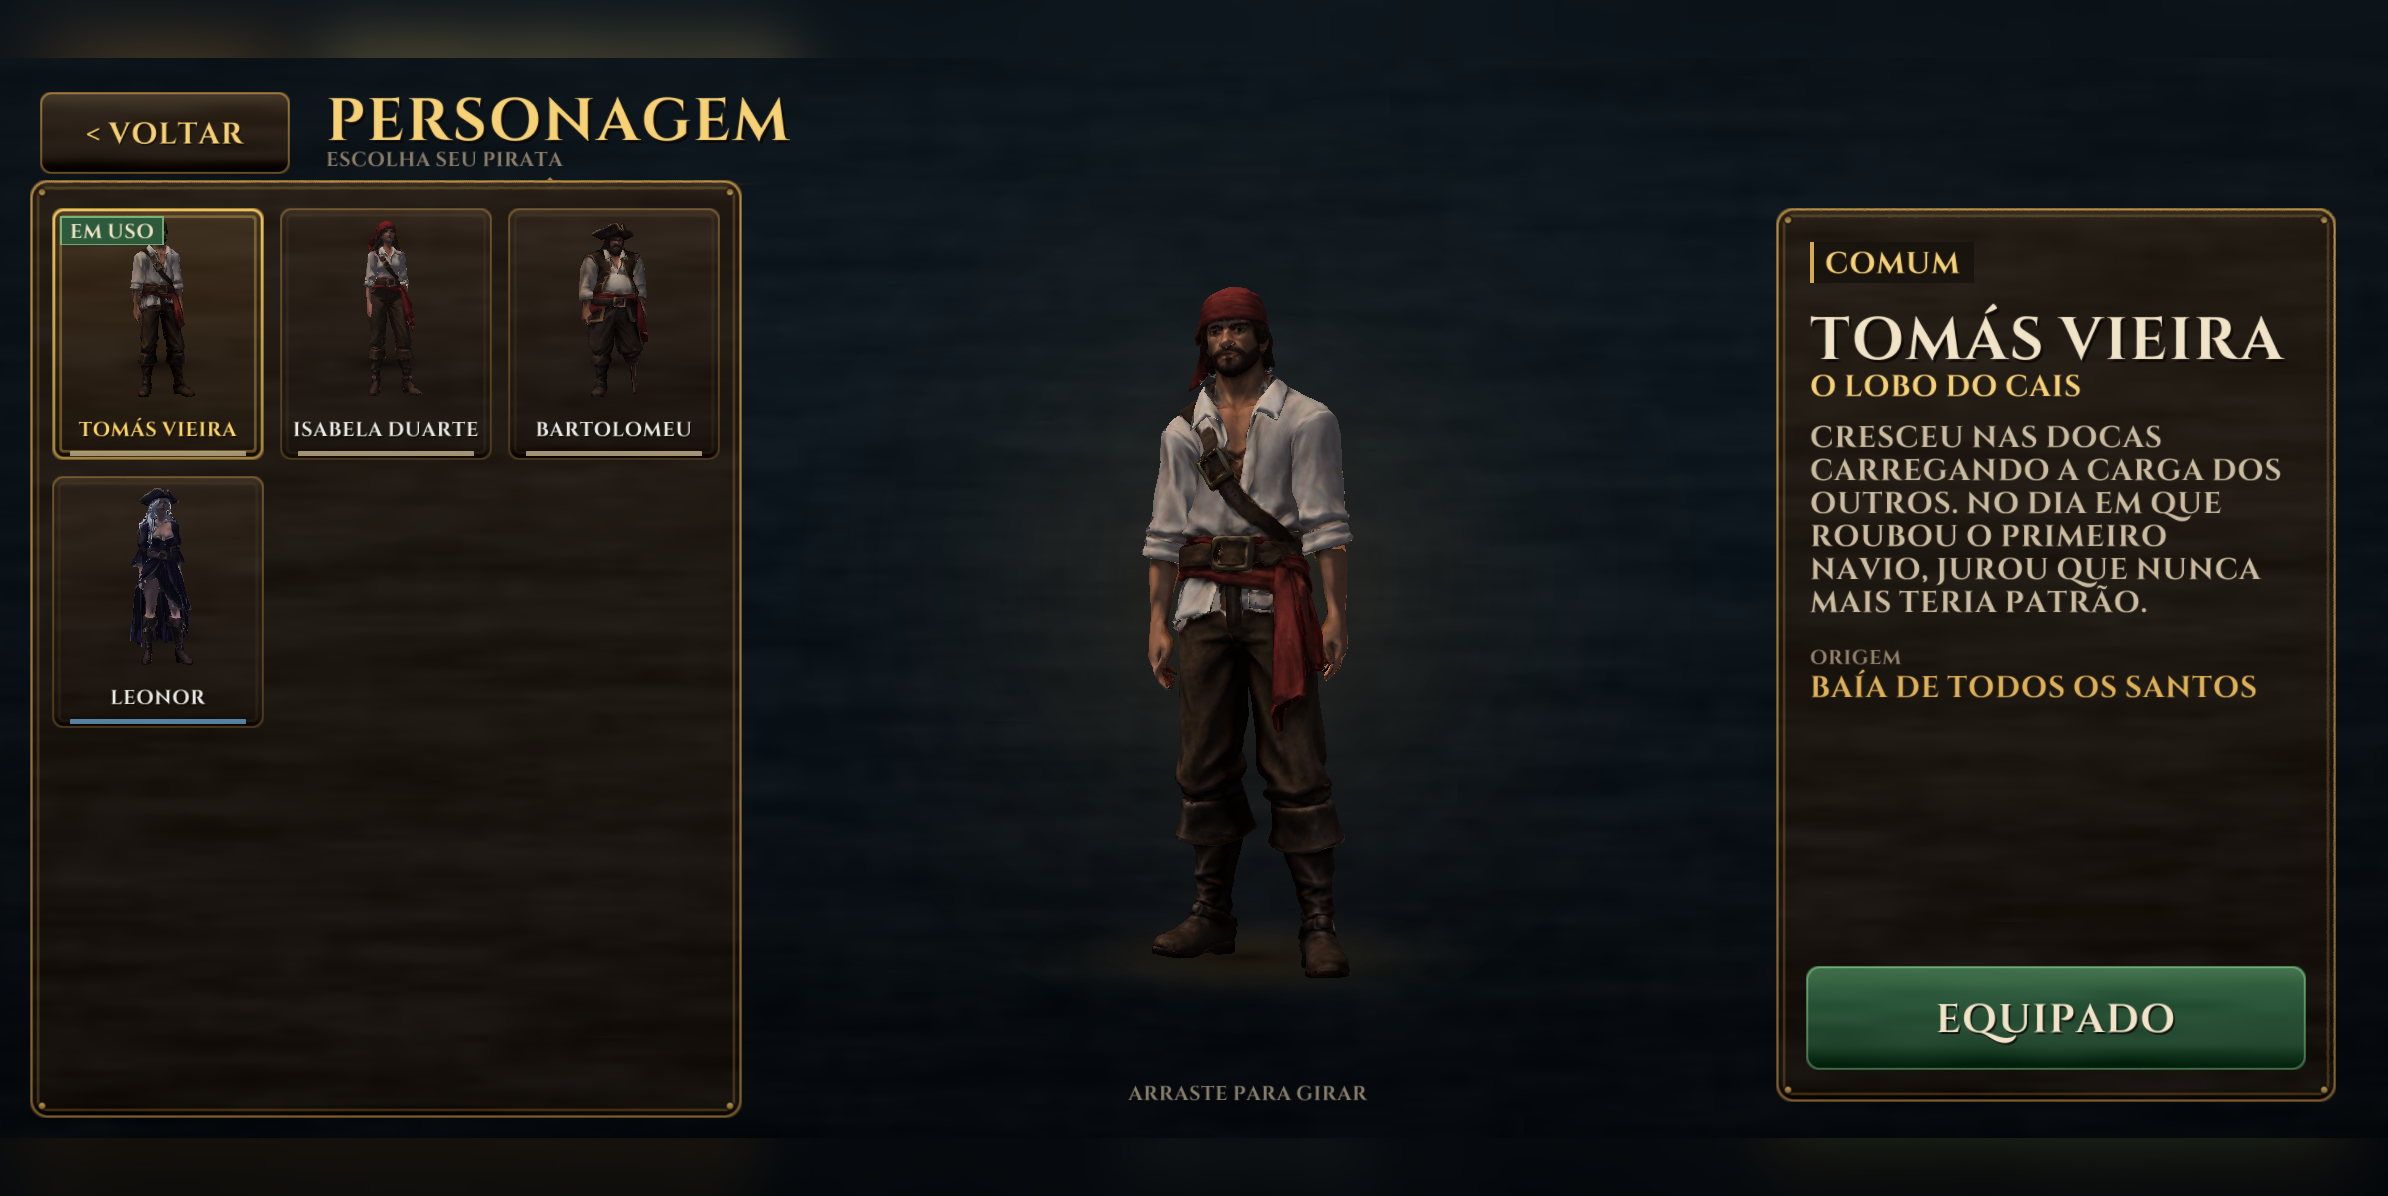 < VOLTAR
PERSONAGEM
ESCOLHA SEU PIRATA
EM USO
TOMÁS VIEIRA
ISABELA DUARTE
BARTOLOMEU
LEONOR
ARRASTE PARA GIRAR
COMUM
TOMÁS VIEIRA
O LOBO DO CAIS
CRESCEU NAS DOCAS
CARREGANDO A CARGA DOS
OUTROS. NO DIA EM QUE
ROUBOU O PRIMEIRO
NAVIO, JUROU QUE NUNCA
MAIS TERIA PATRÃO.
ORIGEM
BAÍA DE TODOS OS SANTOS
EQUIPADO